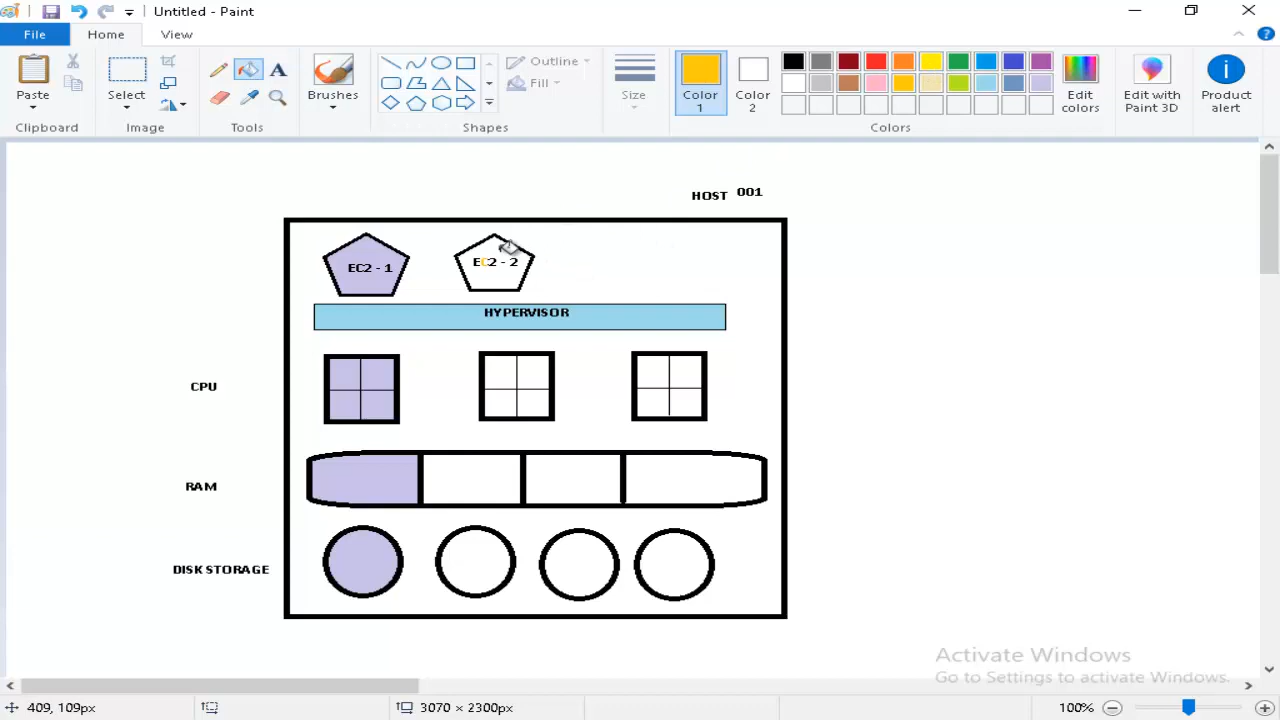 Untitled - Paint
File
Home
View
Paste
Select
Brushes
Outline
Fill
Size
Color 1
Color 2
Edit colors
Edit with Paint 3D
Product alert
Clipboard
Image
Tools
Shapes
Colors
HOST 001
EC2 - 1
EC2 - 2
HYPERVISOR
CPU
RAM
DISK STORAGE
Activate Windows
Go to Settings to activate Windows.
409, 109px
3070 × 2300px
100%